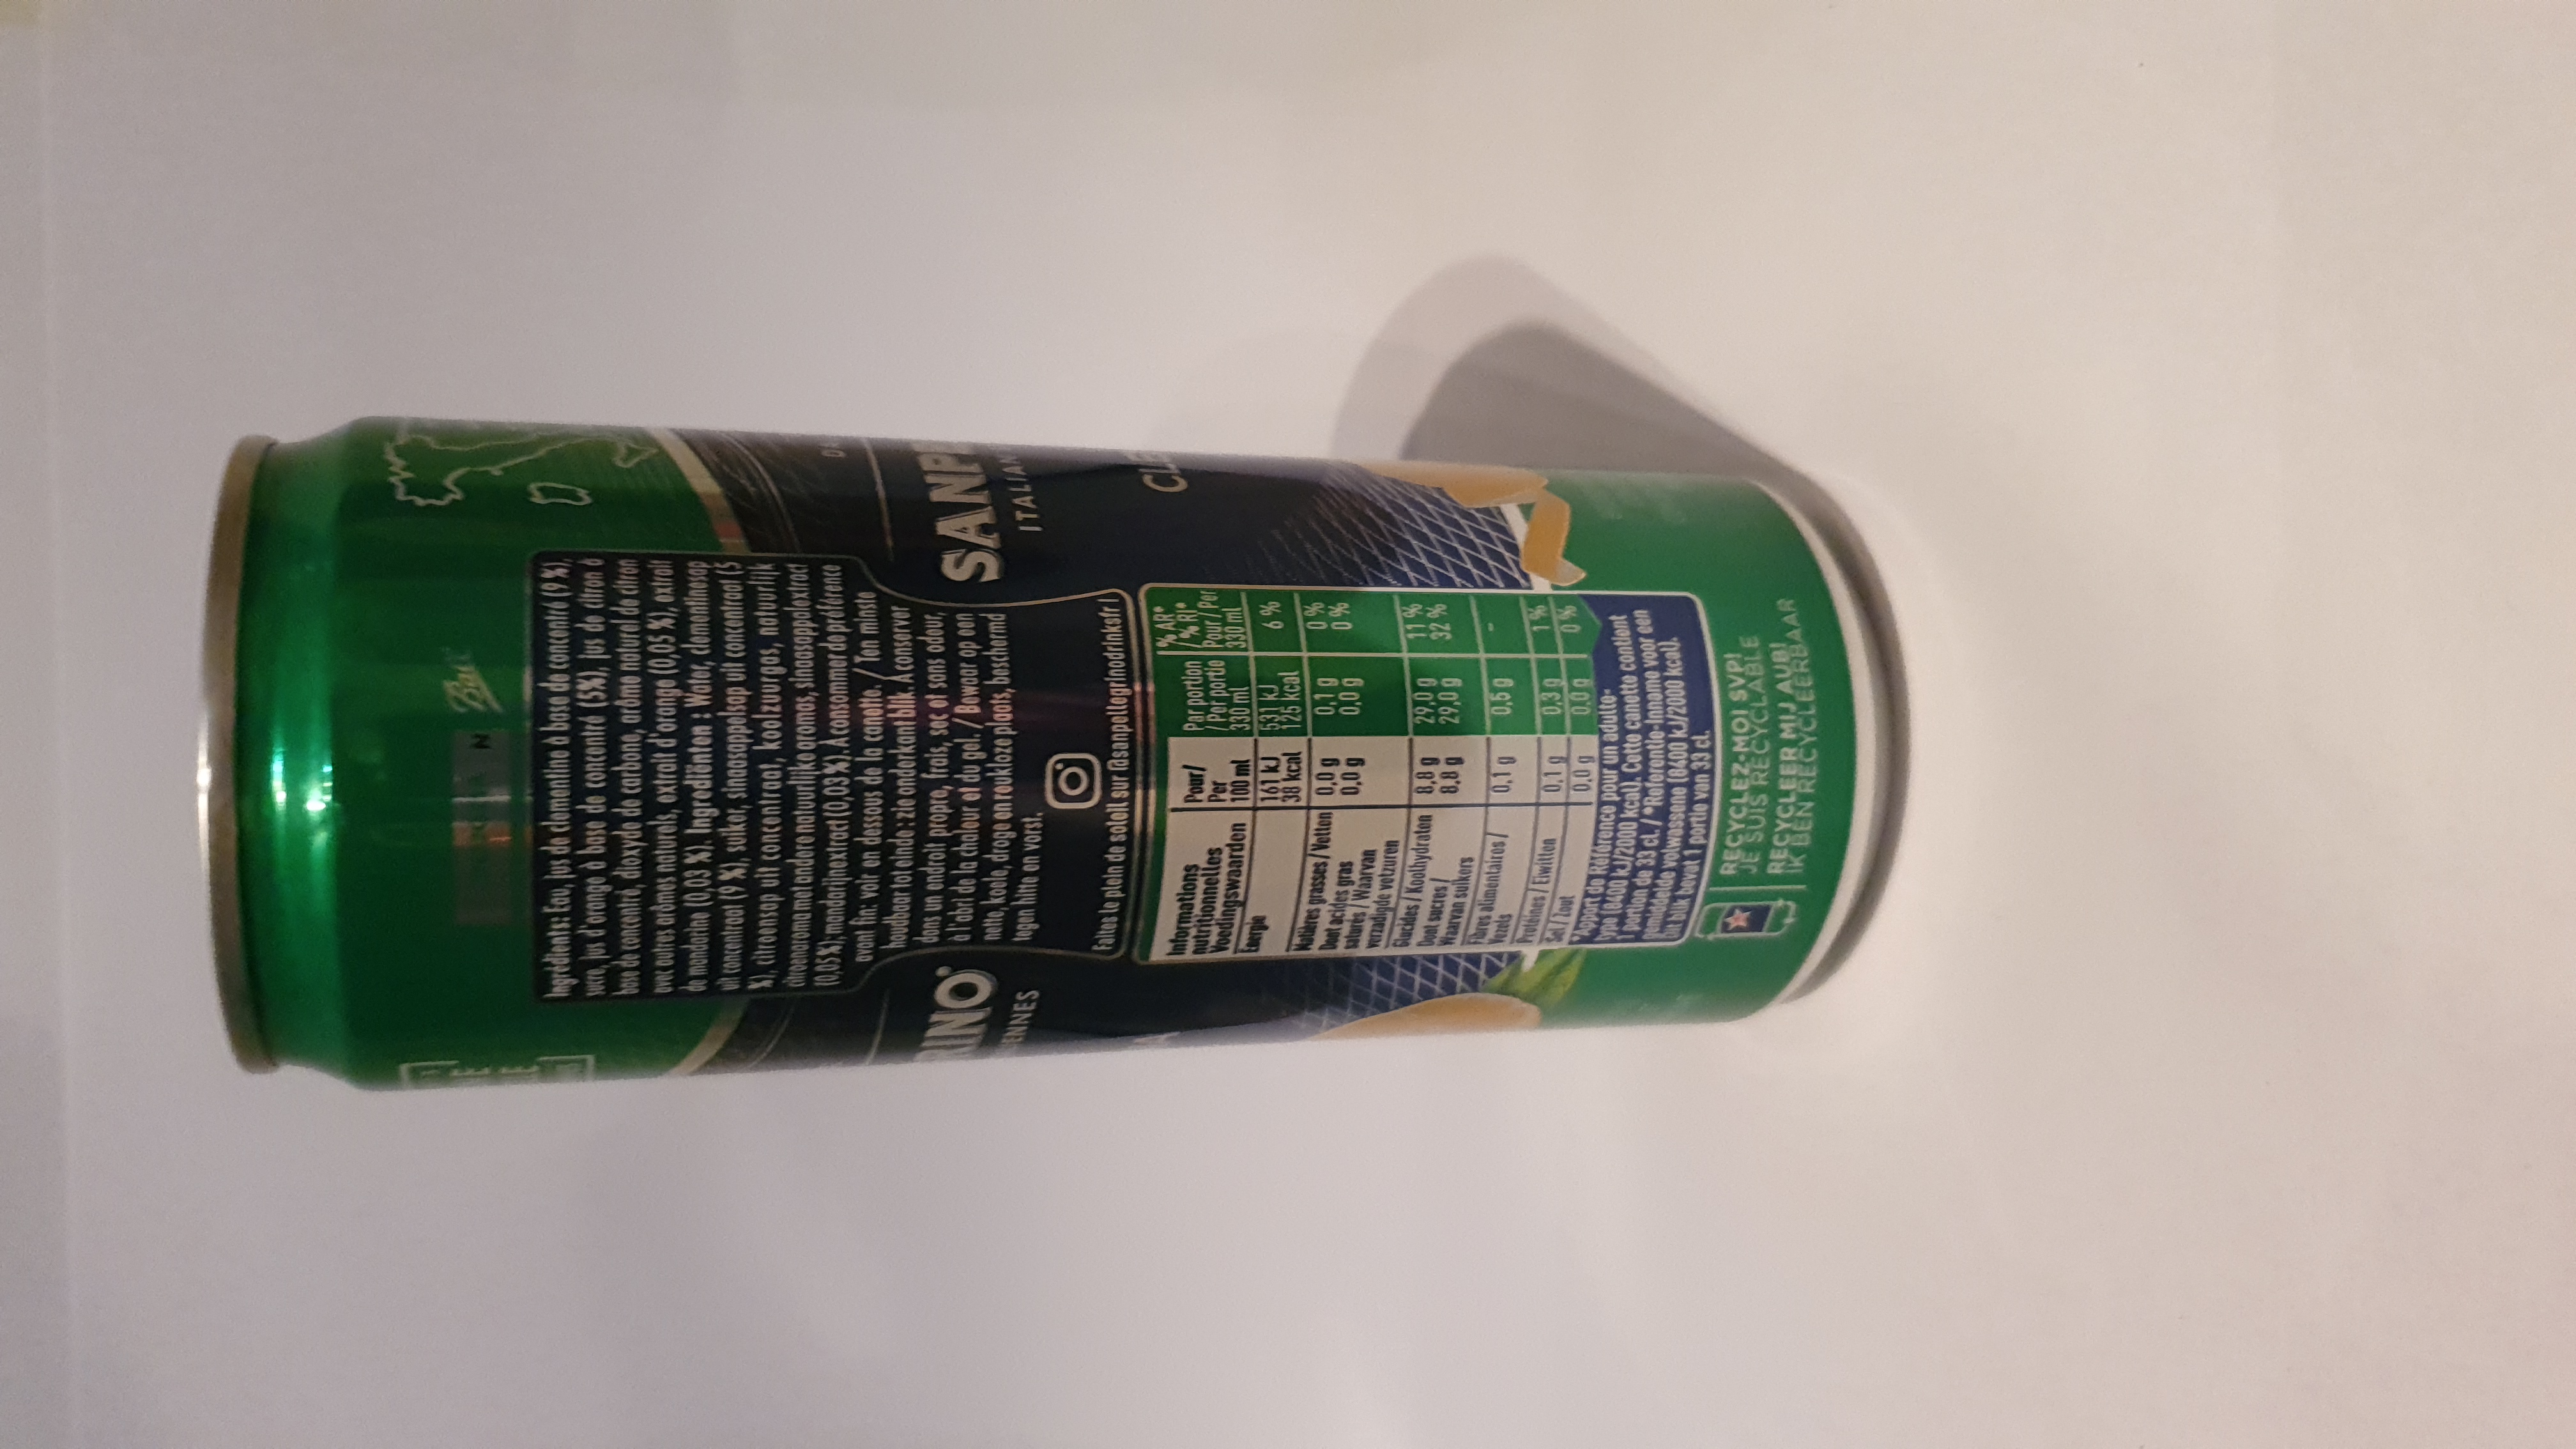 Ball
N
Ingrédients: Eau, jus de clementine à base de concentré (9 %),
sucre, jus d'orange à base de concentré (5%), jus de citron à
base de concentré, dioxyde de carbone, arôme naturel de citron
avec autres arômes naturels, extrait d'orange (0,05 %), extrait
de mandarine (0,03 %). Ingrediënten : Water, clementinesap
uit concentraat (9 %), suiker, sinaasappelsap uit concentraat (5
%), citroensap uit concentraat, koolzuurgas, natuurlijk
citroenaroma met andere natuurlijke aromas, sinaasappalextract
(0,05%); mandarijnextract (0,03%). À consommer de préférence
avant fin: voir en dessous de la canette. / Ten minste
houdbaar tot einde : zie onderkant blik. À conserver
dans un endroit propre, frais, sec et sans odeur,
à l'abri de la chaleur et du gel. / Bewaar op een
nette, koele, droge en reukloze plaats, beschermd
tegen hitte en vorst.
Faites le plein de soleil sur @sanpellegrinodrinksfr !
RINO
IENNES
SANPE
ITALIAN
CLE
Informations nutritionnelles Voedingswaarden Pour/ Per 100 ml Par portion / Per portie 330 ml % AR* / % RI* Pour / Per 330 ml
Energie 161 kJ 531 kJ 6 %
38 kcal 125 kcal
Matières grasses / Vetten 0,0 g 0,1 g 0 %
Dont acides gras saturés / Waarvan verzadigde vetzuren 0,0 g 0,0 g 0 %
Glucides / Koolhydraten 8,8 g 29,0 g 11 %
Dont sucres / Waarvan suikers 8,8 g 29,0 g 32 %
Fibres alimentaires / Vezels 0,1 g 0,5 g -
Protéines / Eiwitten 0,1 g 0,3 g 1 %
Sel / Zout 0,0 g 0,0 g 0 %
*Apport de Référence pour un adulte-
type (8400 kJ/2000 kcal). Cette canette contient
1 portion de 33 cl. / *Referentie-Inname voor een
gemiddelde volwassene (8400 kJ/2000 kcal).
Dit blik bevat 1 portie van 33 cl.
RECYCLEZ-MOI SVP!
JE SUIS RECYCLABLE
RECYCLEER MIJ AUB!
IK BEN RECYCLEERBAAR